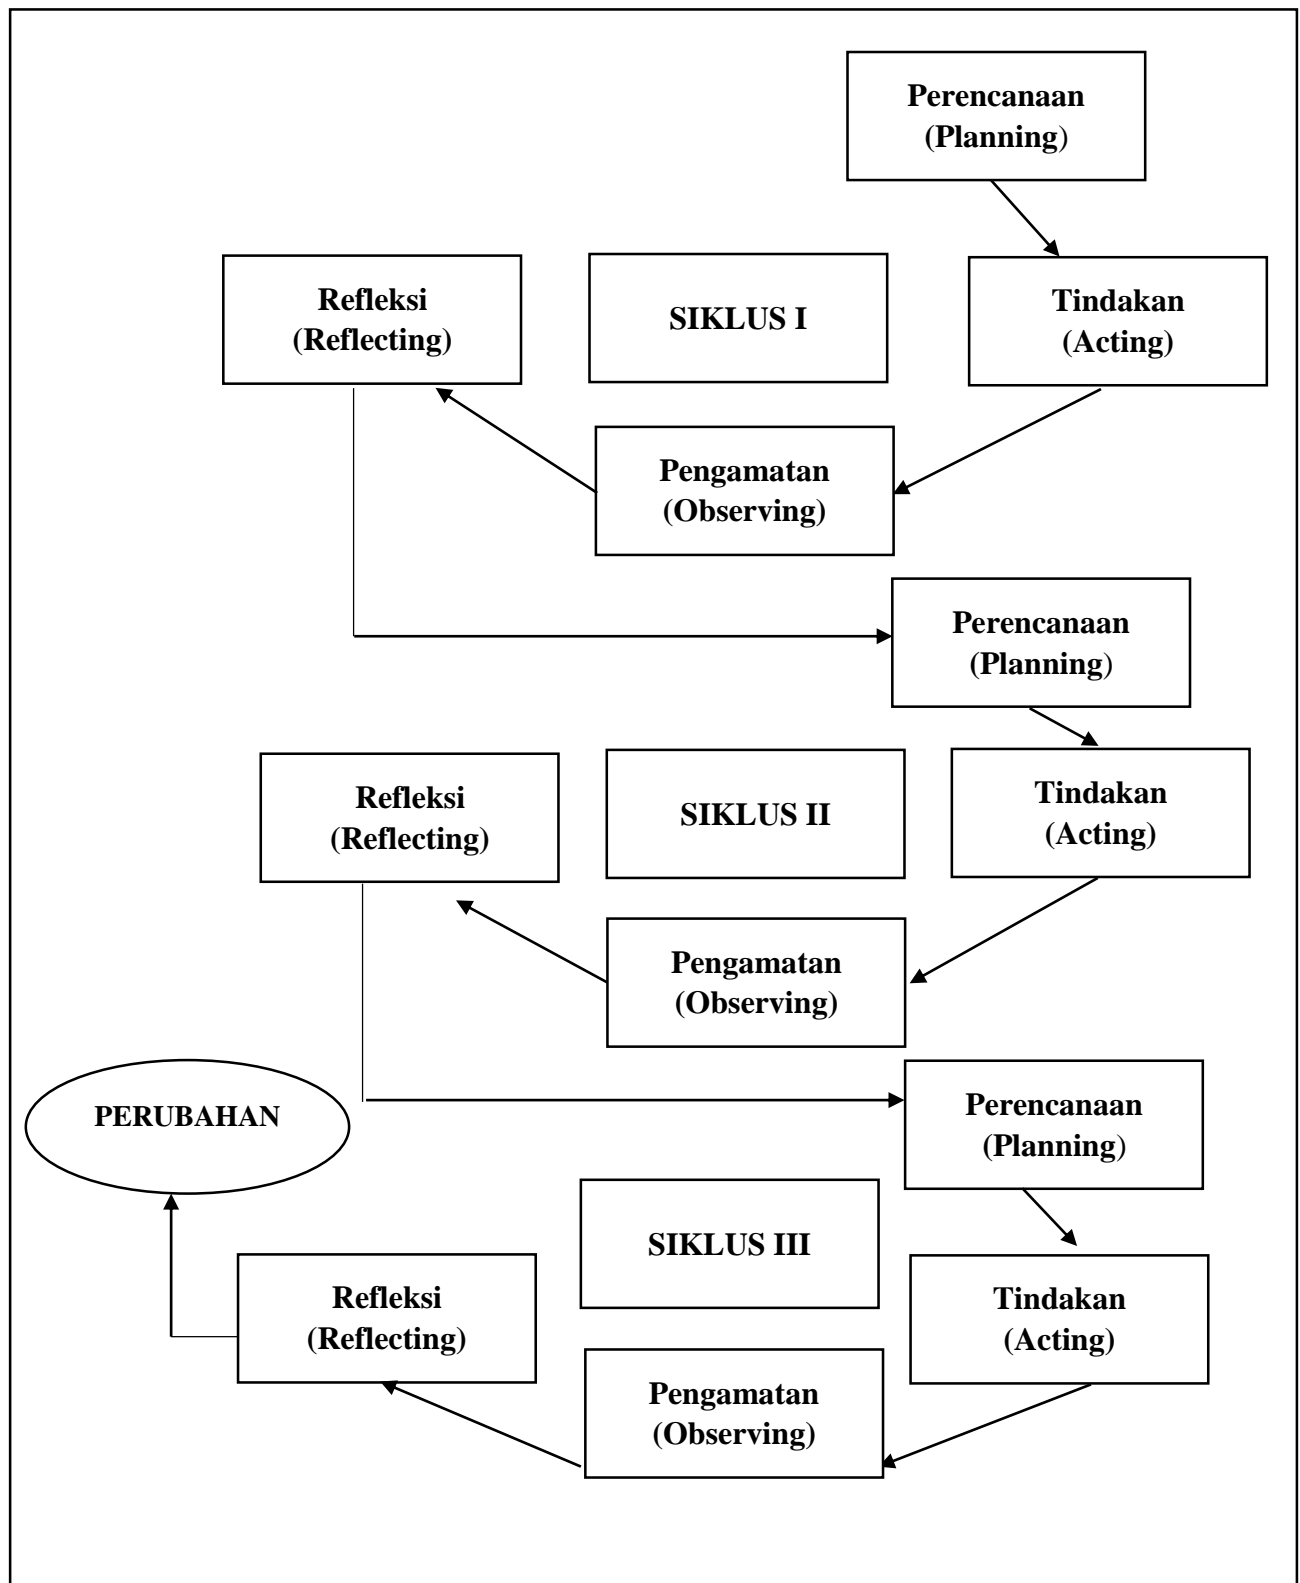 Perencanaan
(Planning)
Refleksi
(Reflecting)
SIKLUS I
Tindakan
(Acting)
Pengamatan
(Observing)
Perencanaan
(Planning)
Refleksi
(Reflecting)
SIKLUS II
Tindakan
(Acting)
Pengamatan
(Observing)
PERUBAHAN
Perencanaan
(Planning)
SIKLUS III
Refleksi
(Reflecting)
Tindakan
(Acting)
Pengamatan
(Observing)